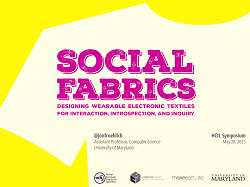 SOCIAL
FABRICS
DESIGNING WEARABLE ELECTRONIC TEXTILES
FOR INTERACTION, INTROSPECTION, AND INQUIRY
@jonfroehlich
Assistant Professor, Computer Science
University of Maryland
HCIL Symposium
May 28, 2015
UNIVERSITY OF
MARYLAND